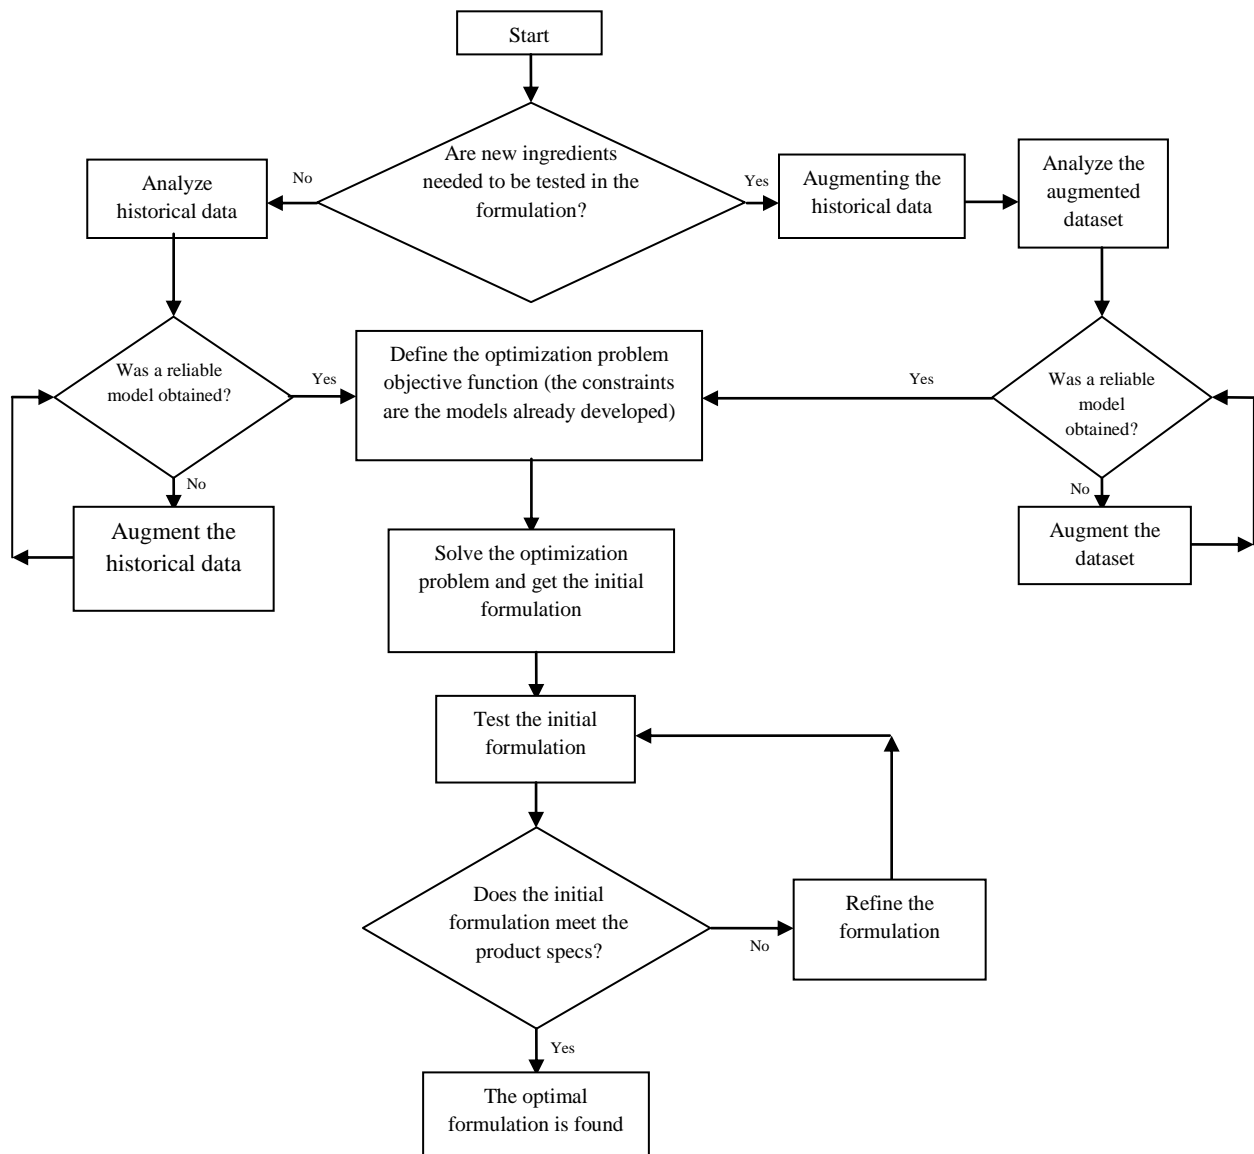 Start
Are new ingredients
needed to be tested in the
formulation?
No
Yes
Analyze
historical data
Augmenting the
historical data
Analyze the
augmented
dataset
Was a reliable
model obtained?
Yes
Define the optimization problem
objective function (the constraints
are the models already developed)
Yes
Was a reliable
model
obtained?
No
No
Augment the
historical data
Solve the optimization
problem and get the initial
formulation
Augment the
dataset
Test the initial
formulation
Does the initial
formulation meet the
product specs?
No
Refine the
formulation
Yes
The optimal
formulation is found